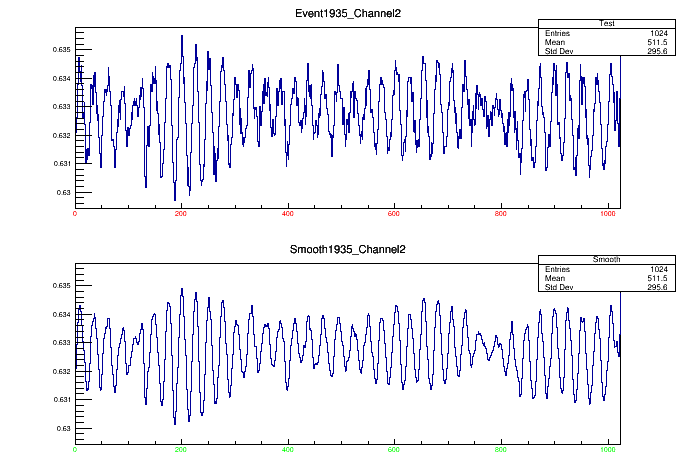 Event1935_Channel2
Test
Entries 1024
Mean 511.5
Std Dev 295.6
0.635
0.634
0.633
0.632
0.631
0.63
0 200 400 600 800 1000
Smooth1935_Channel2
Smooth
Entries 1024
Mean 511.5
Std Dev 295.6
0.635
0.634
0.633
0.632
0.631
0.63
0 200 400 600 800 1000